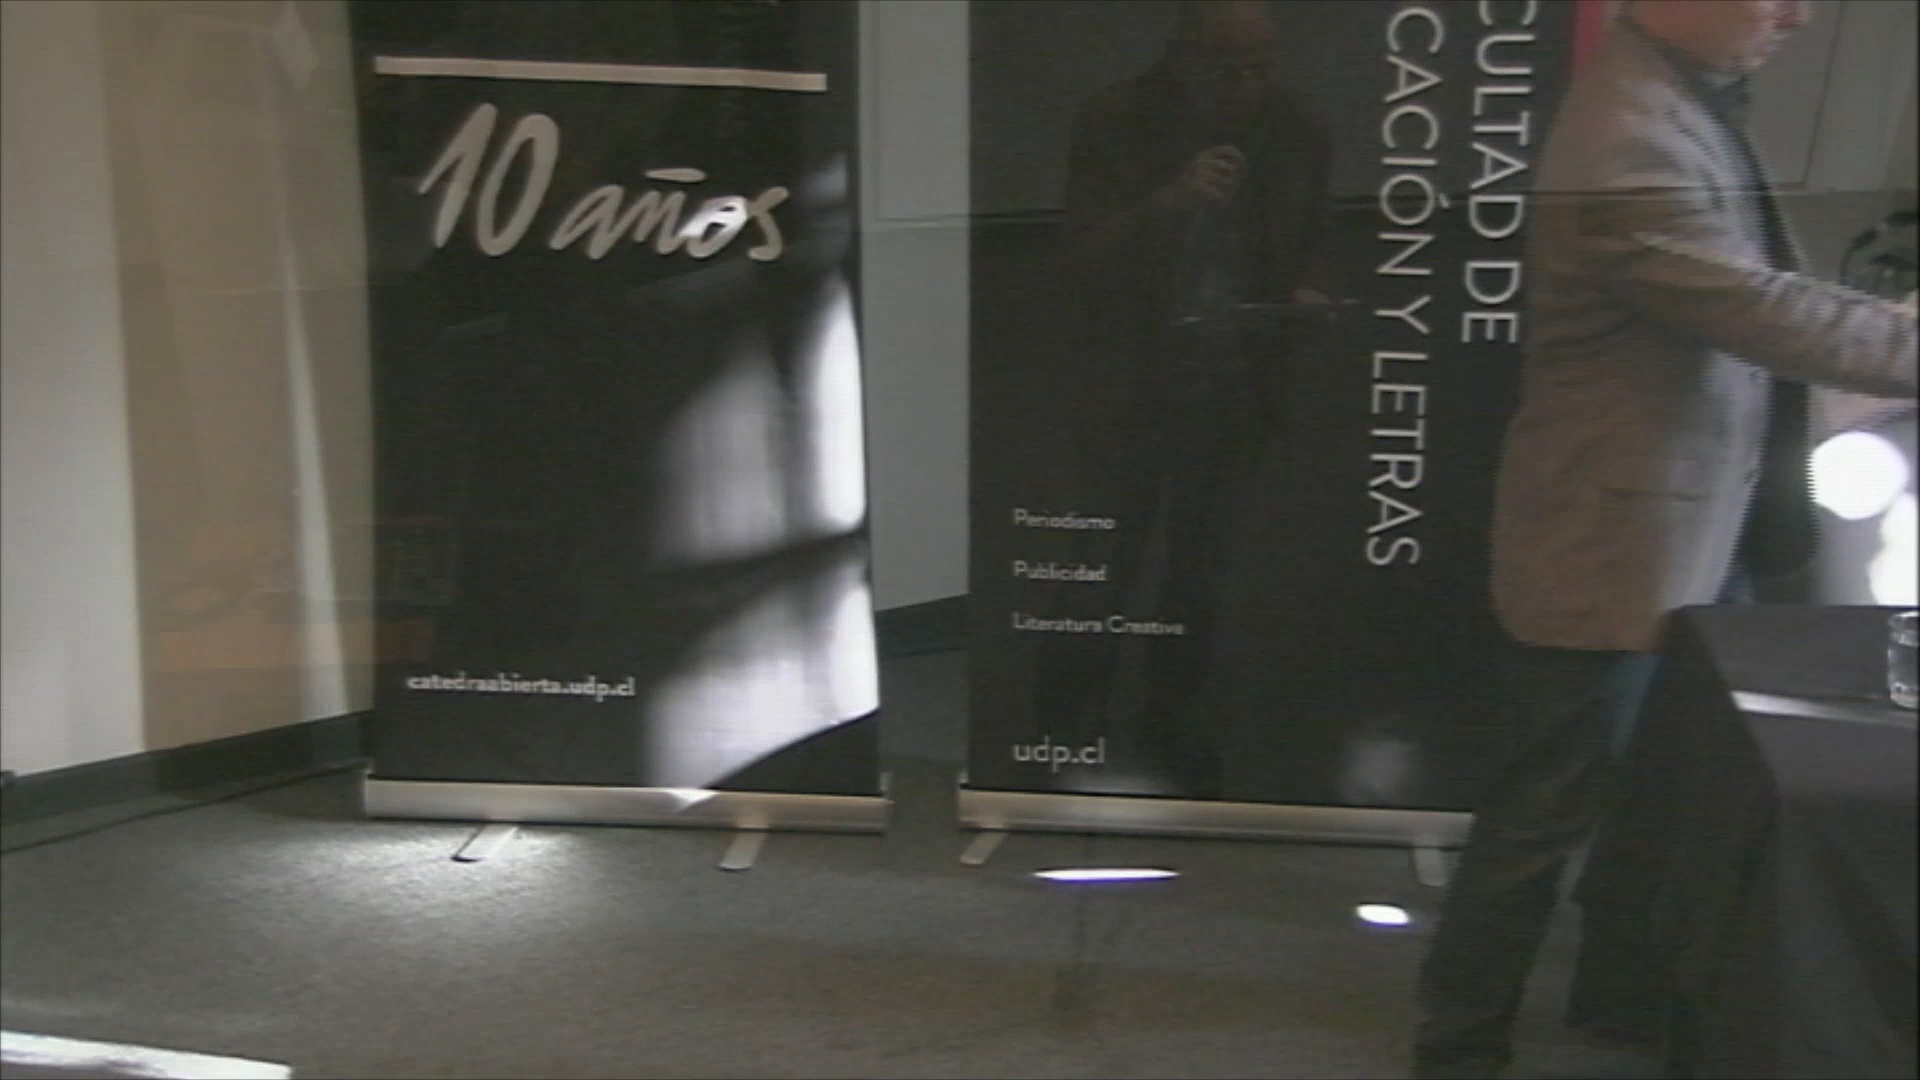 10 años
catedraabierta.udp.cl
CULTAD DE
CACIÓN Y LETRAS
Periodismo
Publicidad
Literatura Creativa
udp.cl